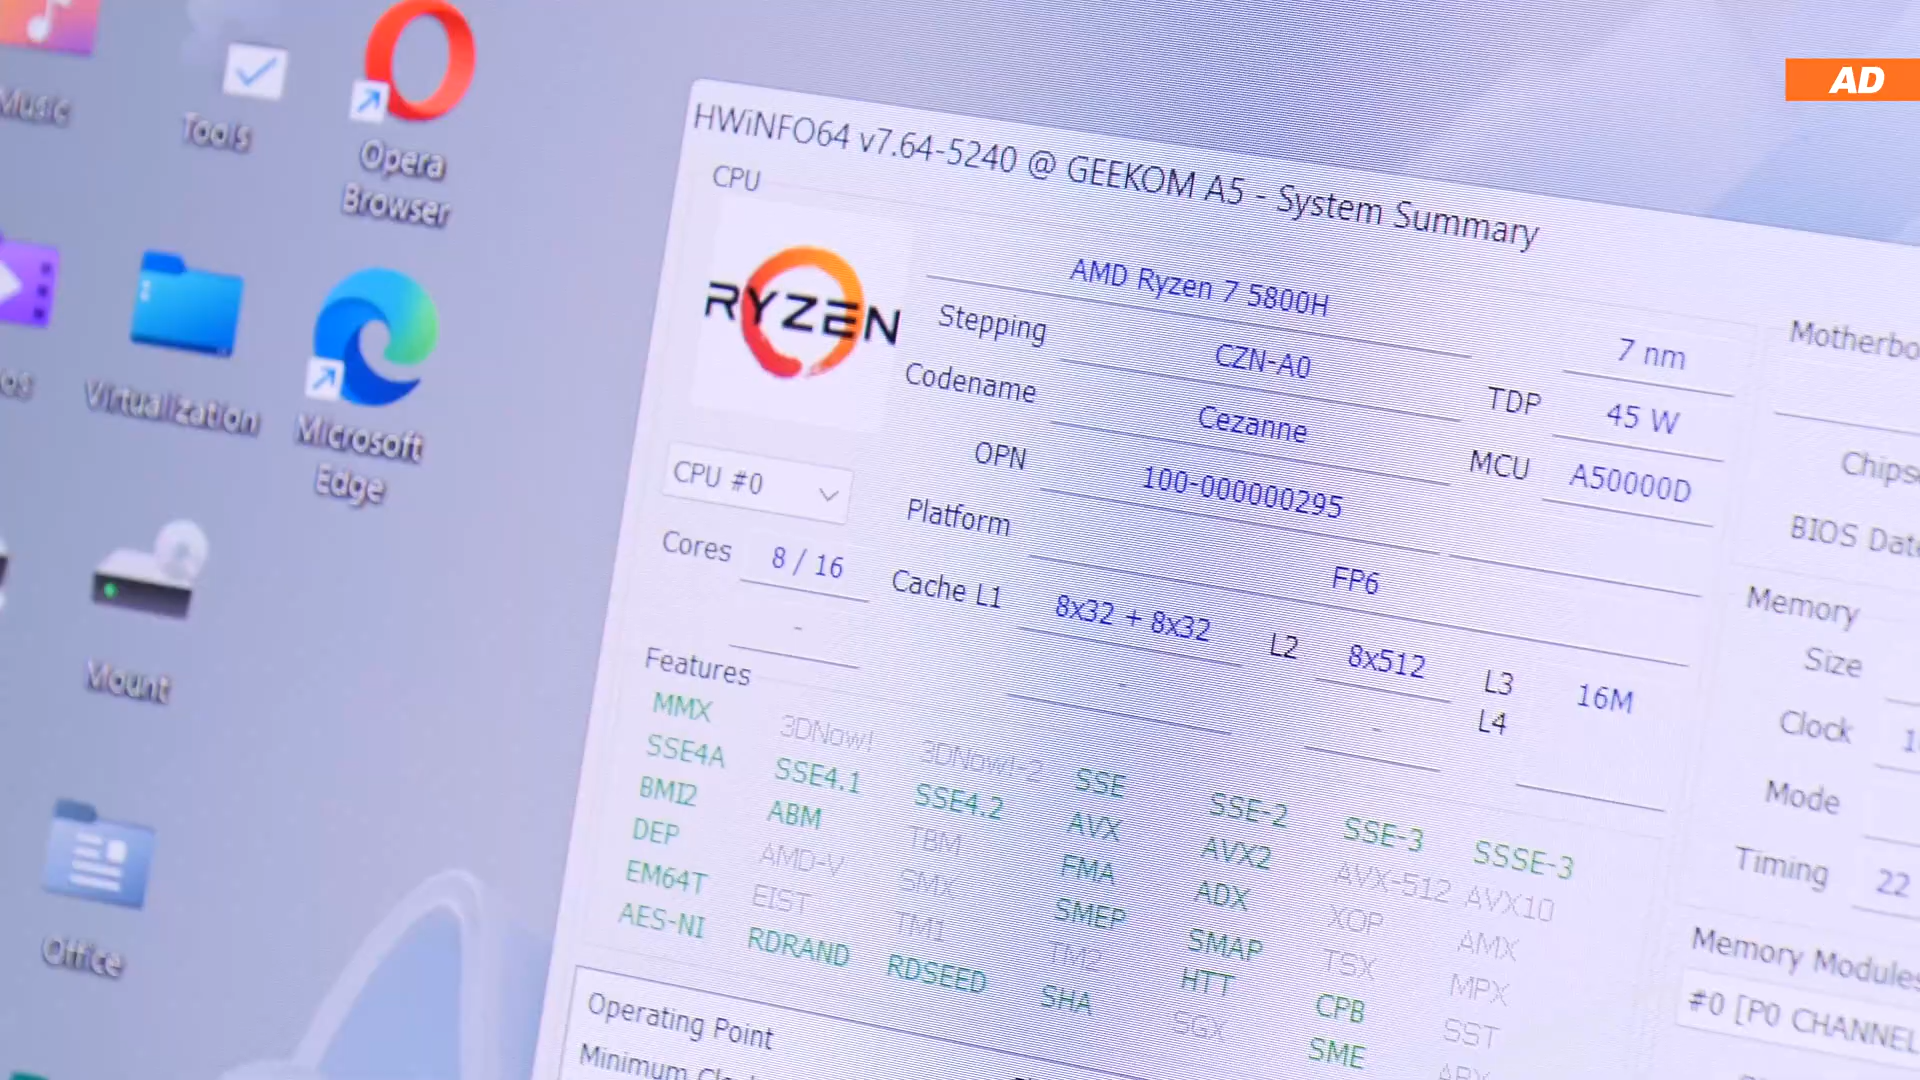 AD
Music
Tools
Opera
Browser
Virtualization
Microsoft
Edge
Mount
Office
HWiNFO64 v7.64-5240 @ GEEKOM A5 - System Summary
CPU
RYZEN
AMD Ryzen 7 5800H
7 nm
Stepping CZN-A0 TDP 45 W
Codename Cezanne MCU A50000D
OPN 100-000000295
CPU #0
Platform FP6
Cores 8 / 16
Cache L1 8x32 + 8x32 L2 8x512 L3 16M
- - - L4
Features
MMX 3DNow! 3DNow!-2 SSE SSE-2 SSE-3 SSSE-3
SSE4A SSE4.1 SSE4.2 AVX AVX2 AVX-512 AVX10
BMI2 ABM TBM FMA ADX XOP AMX
DEP AMD-V SMX SMEP SMAP TSX MPX
EM64T EIST TM1 TM2 HTT CPB SST
AES-NI RDRAND RDSEED SHA SGX SME
Operating Point
Minimum
Memory
Size
Clock
Mode
Timing 22
Memory Modules
#0 [P0 CHANNEL